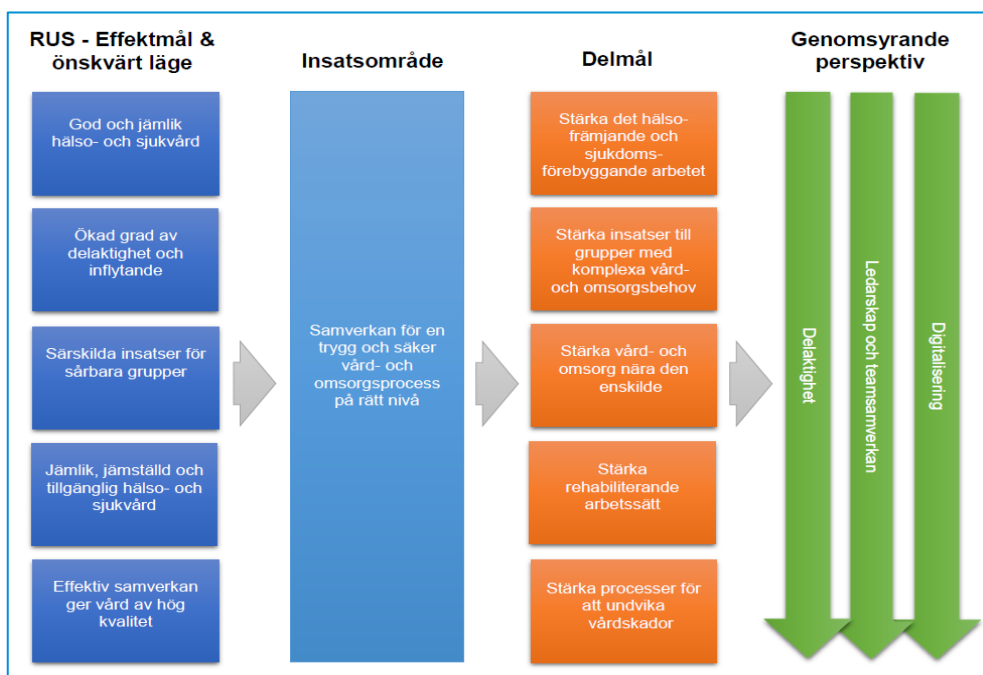 RUS - Effektmål &
önskvärt läge
God och jämlik
hälso- och sjukvård
Ökad grad av
delaktighet och
inflytande
Särskilda insatser för
sårbara grupper
Jämlik, jämställd och
tillgänglig hälso- och
sjukvård
Effektiv samverkan
ger vård av hög
kvalitet
Insatsområde
Samverkan för en
trygg och säker
vård- och
omsorgsprocess
på rätt nivå
Delmål
Stärka det hälso-
främjande och
sjukdoms-
förebyggande arbetet
Stärka insatser till
grupper med
komplexa vård-
och omsorgsbehov
Stärka vård- och
omsorg nära den
enskilde
Stärka
rehabiliterande
arbetssätt
Stärka processer för
att undvika
vårdskador
Genomsyrande
perspektiv
Delaktighet
Ledarskap och teamsamverkan
Digitalisering